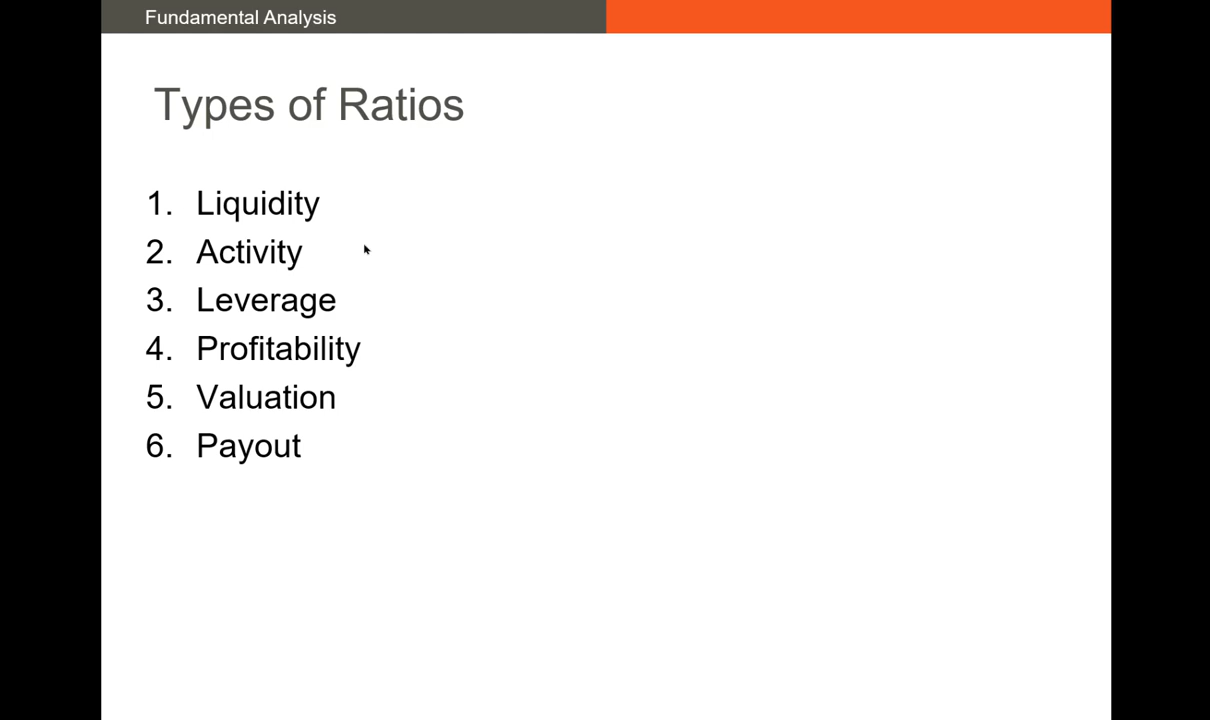 Fundamental Analysis
Types of Ratios
1. Liquidity
2. Activity
3. Leverage
4. Profitability
5. Valuation
6. Payout